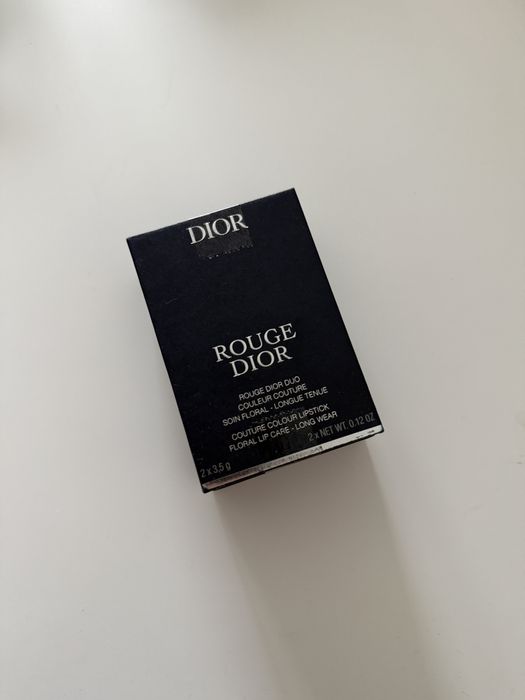 DIOR
ROUGE
DIOR
ROUGE DIOR DUO
COULEUR COUTURE
SOIN FLORAL - LONGUE TENUE
COUTURE COLOUR LIPSTICK
FLORAL LIP CARE - LONG WEAR
2 x 3,5 g 2 x NET WT. 0.12 OZ